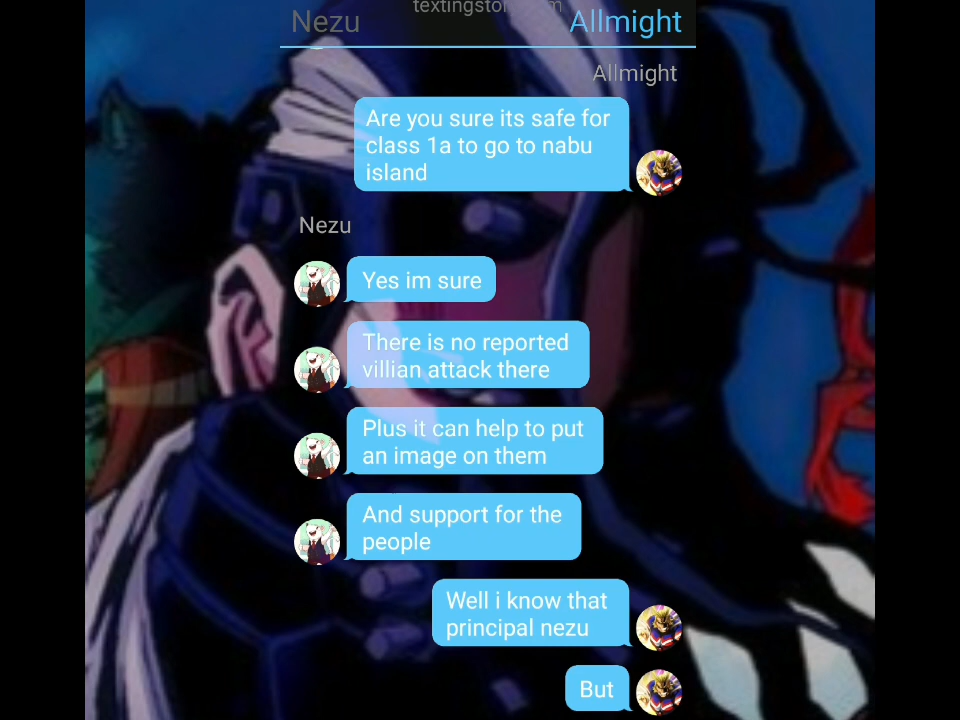 Nezu
Allmight
Allmight
Are you sure its safe for
class 1a to go to nabu
island
Nezu
Yes im sure
There is no reported
villian attack there
Plus it can help to put
an image on them
And support for the
people
Well i know that
principal nezu
But